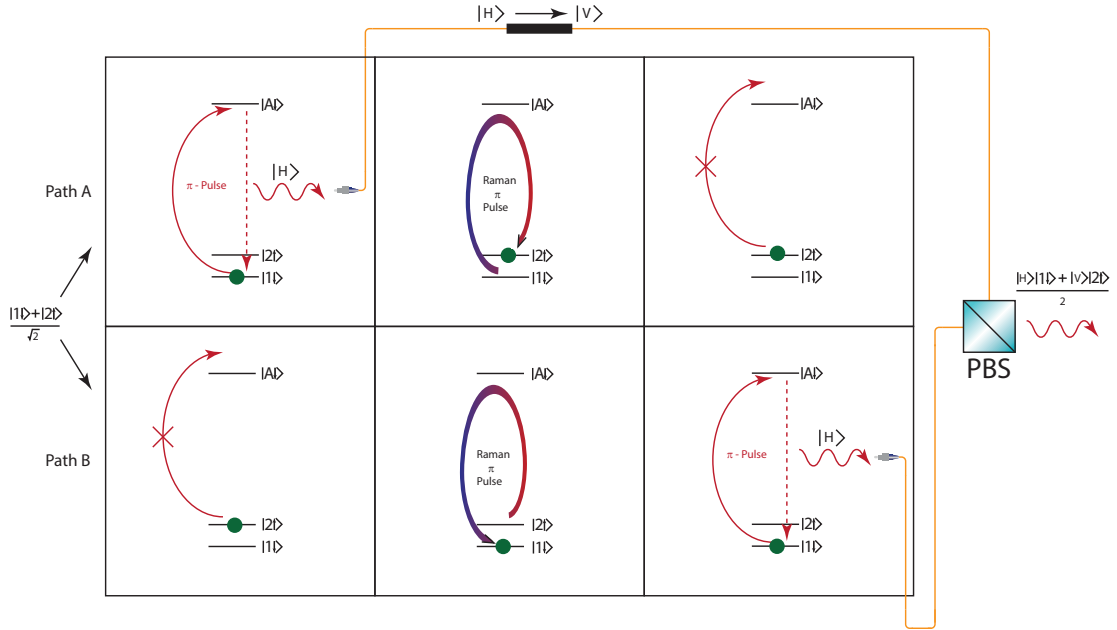 |H> |V>
Path A
|A|>
π - Pulse
|H>
|2|>
|1|>
|A|>
Raman
π
Pulse
|2|>
|1|>
|A|>
|2|>
|1|>
|1|>+|2|>
√2
|H>|1|> + |V>|2|>
2
PBS
Path B
|A|>
|2|>
|1|>
|A|>
Raman
π
Pulse
|2|>
|1|>
|A|>
π - Pulse
|H>
|2|>
|1|>